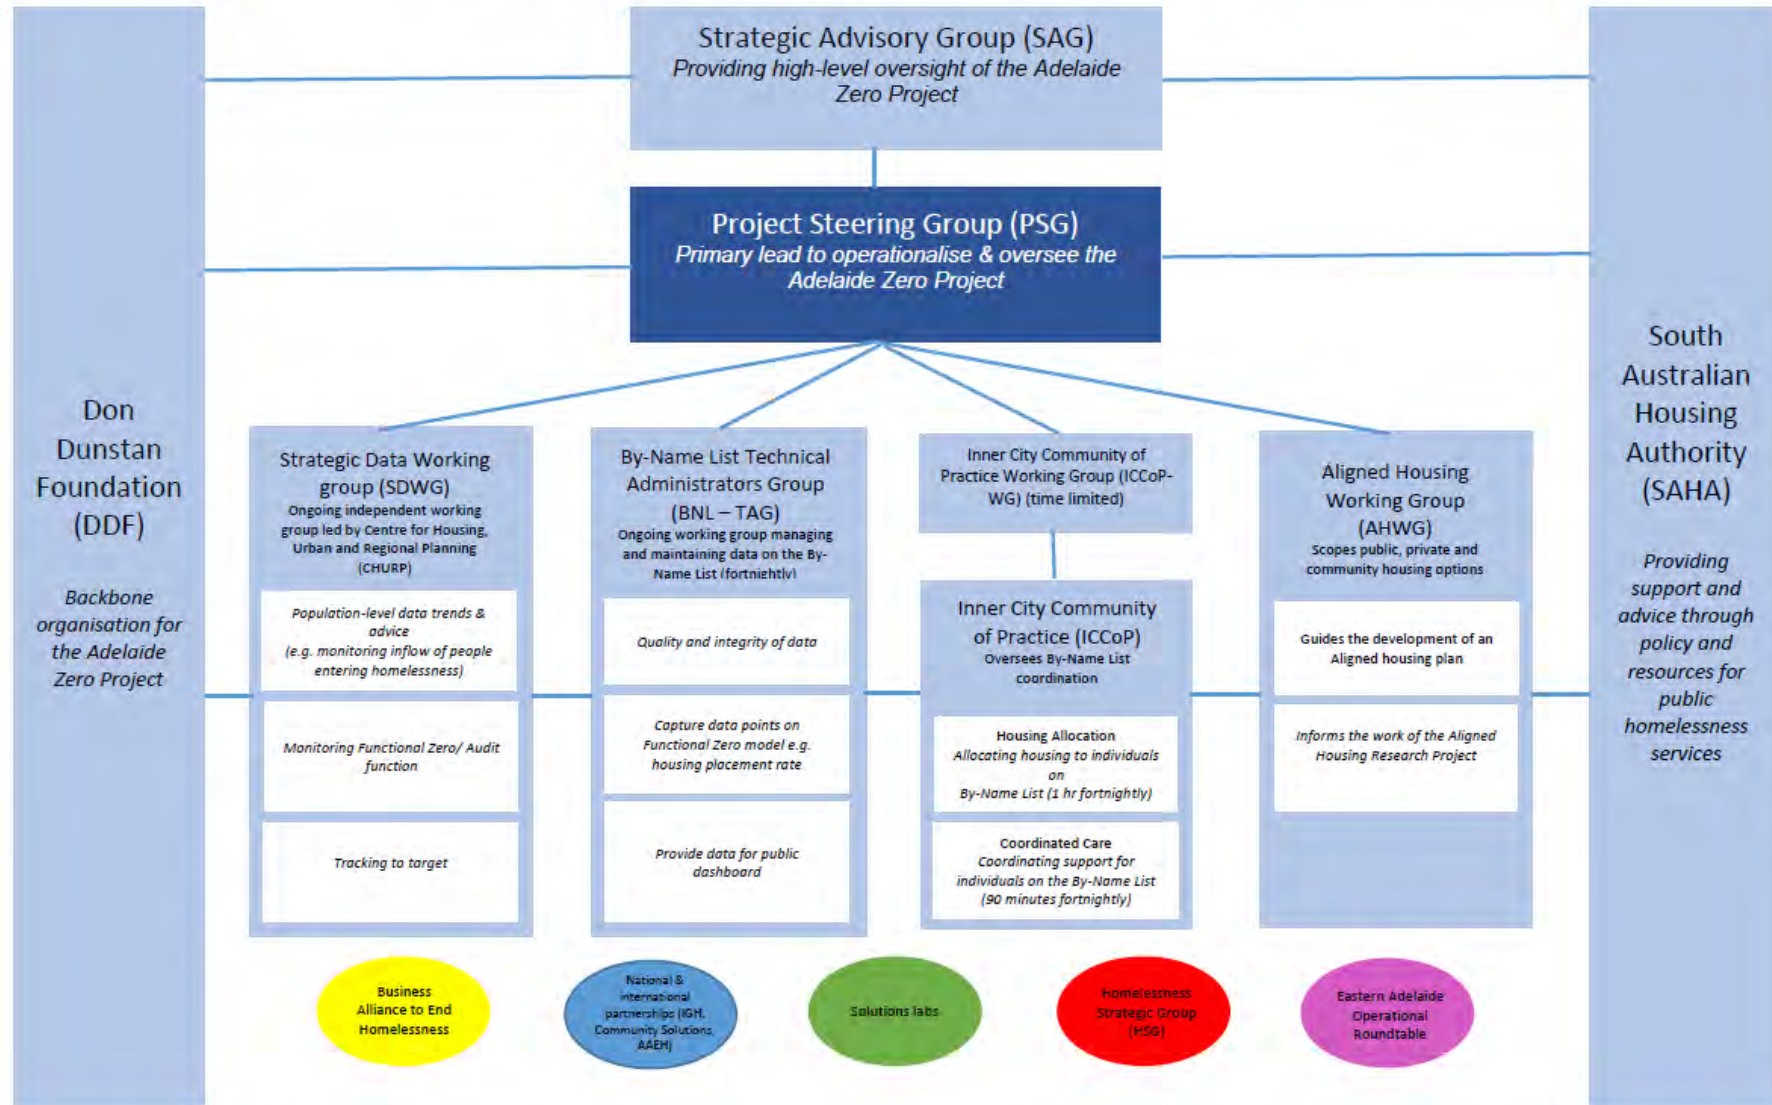 Strategic Advisory Group (SAG)
Providing high-level oversight of the Adelaide
Zero Project
Project Steering Group (PSG)
Primary lead to operationalise & oversee the
Adelaide Zero Project
Don
Dunstan
Foundation
(DDF)
Backbone
organisation for
the Adelaide
Zero Project
Strategic Data Working
group (SDWG)
Ongoing independent working
group led by Centre for Housing,
Urban and Regional Planning
(CHURP)
Population-level data trends &
advice
(e.g. monitoring inflow of people
entering homelessness)
Monitoring Functional Zero/ Audit
function
Tracking to target
By-Name List Technical
Administrators Group
(BNL – TAG)
Ongoing working group managing
and maintaining data on the By-
Name List (fortnightly)
Quality and integrity of data
Capture data points on
Functional Zero model e.g.
housing placement rate
Provide data for public
dashboard
Inner City Community of
Practice Working Group (ICCoP-
WG) (time limited)
Inner City Community
of Practice (ICCoP)
Oversees By-Name List
coordination
Housing Allocation
Allocating housing to individuals
on
By-Name List (1 hr fortnightly)
Coordinated Care
Coordinating support for
individuals on the By-Name List
(90 minutes fortnightly)
Aligned Housing
Working Group
(AHWG)
Scopes public, private and
community housing options
Guides the development of an
Aligned housing plan
Informs the work of the Aligned
Housing Research Project
South
Australian
Housing
Authority
(SAHA)
Providing
support and
advice through
policy and
resources for
public
homelessness
services
Business
Alliance to End
Homelessness
National &
international
partnerships (IGH,
Community Solutions,
AAEH)
Solutions labs
Homelessness
Strategic Group
(HSG)
Eastern Adelaide
Operational
Roundtable